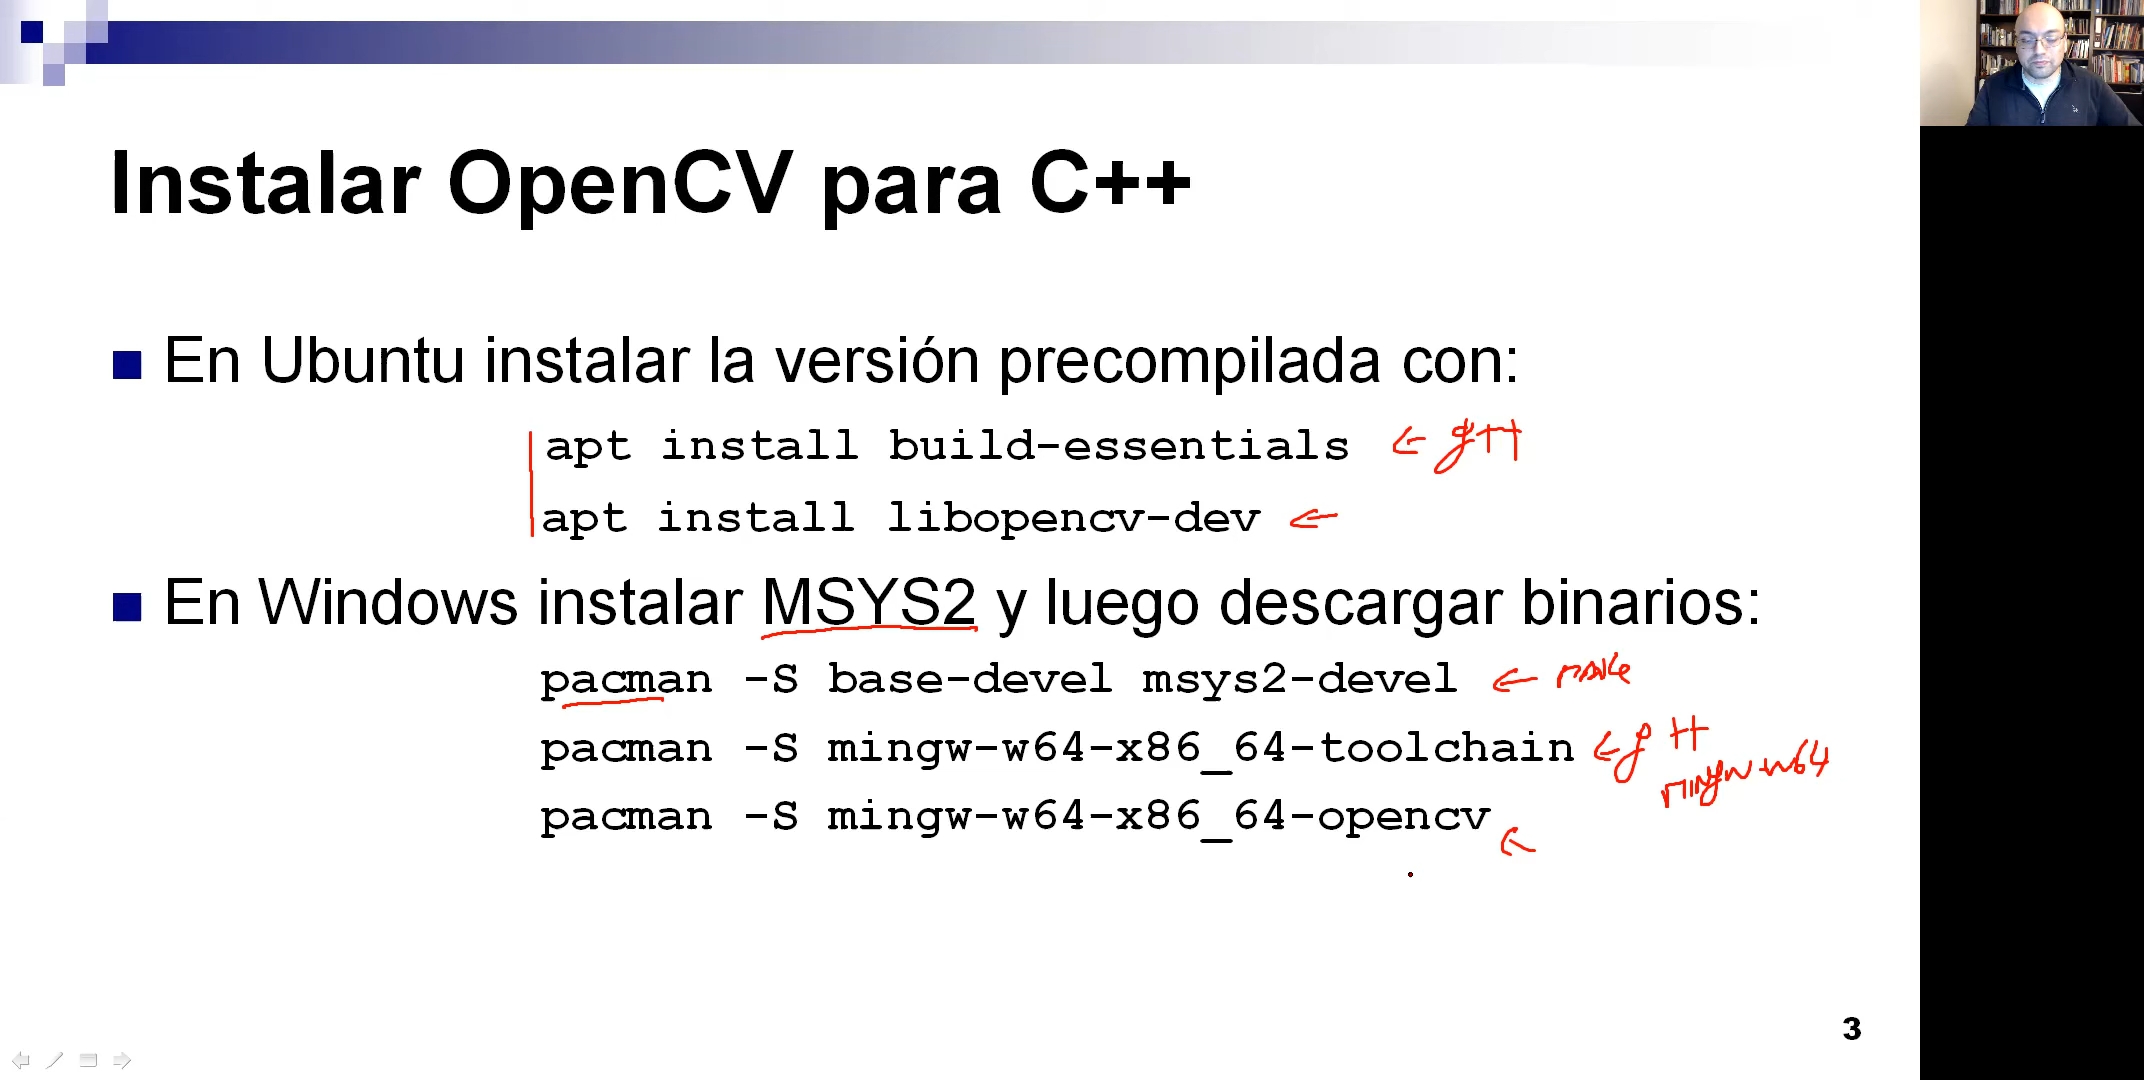 Instalar OpenCV para C++
En Ubuntu instalar la versión precompilada con:
apt install build-essentials ← g++
apt install libopencv-dev ←
En Windows instalar MSYS2 y luego descargar binarios:
pacman -S base-devel msys2-devel ← make
pacman -S mingw-w64-x86_64-toolchain ← g++
mingw-w64
pacman -S mingw-w64-x86_64-opencv ←
3